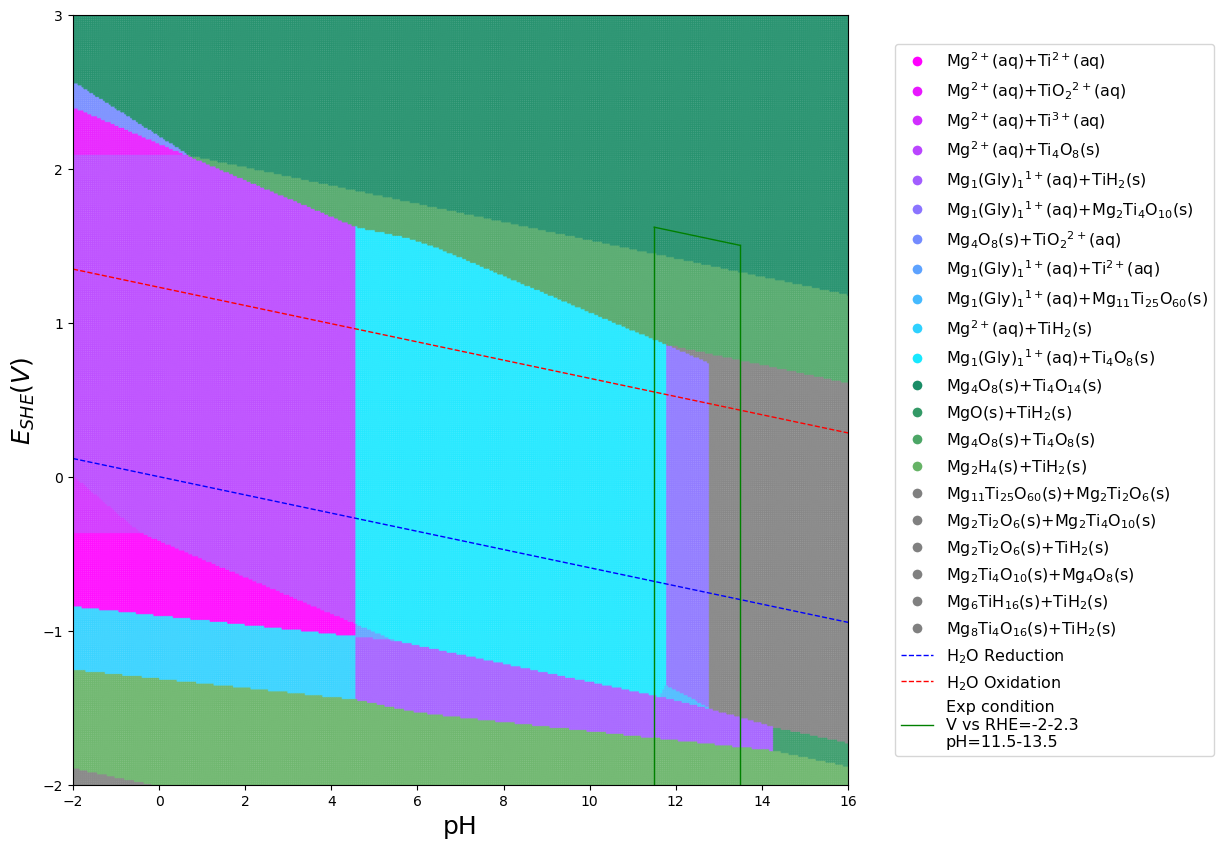 3
2
1
0
−1
−2
E_SHE(V)
−2 0 2 4 6 8 10 12 14 16
pH
Mg²⁺(aq)+Ti²⁺(aq)
Mg²⁺(aq)+TiO₂²⁺(aq)
Mg²⁺(aq)+Ti³⁺(aq)
Mg²⁺(aq)+Ti₄O₈(s)
Mg₁(Gly)₁¹⁺(aq)+TiH₂(s)
Mg₁(Gly)₁¹⁺(aq)+Mg₂Ti₄O₁₀(s)
Mg₄O₈(s)+TiO₂²⁺(aq)
Mg₁(Gly)₁¹⁺(aq)+Ti²⁺(aq)
Mg₁(Gly)₁¹⁺(aq)+Mg₁₁Ti₂₅O₆₀(s)
Mg²⁺(aq)+TiH₂(s)
Mg₁(Gly)₁¹⁺(aq)+Ti₄O₈(s)
Mg₄O₈(s)+Ti₄O₁₄(s)
MgO(s)+TiH₂(s)
Mg₄O₈(s)+Ti₄O₈(s)
Mg₂H₄(s)+TiH₂(s)
Mg₁₁Ti₂₅O₆₀(s)+Mg₂Ti₂O₆(s)
Mg₂Ti₂O₆(s)+Mg₂Ti₄O₁₀(s)
Mg₂Ti₂O₆(s)+TiH₂(s)
Mg₂Ti₄O₁₀(s)+Mg₄O₈(s)
Mg₆TiH₁₆(s)+TiH₂(s)
Mg₈Ti₄O₁₆(s)+TiH₂(s)
H₂O Reduction
H₂O Oxidation
Exp condition
V vs RHE=-2-2.3
pH=11.5-13.5